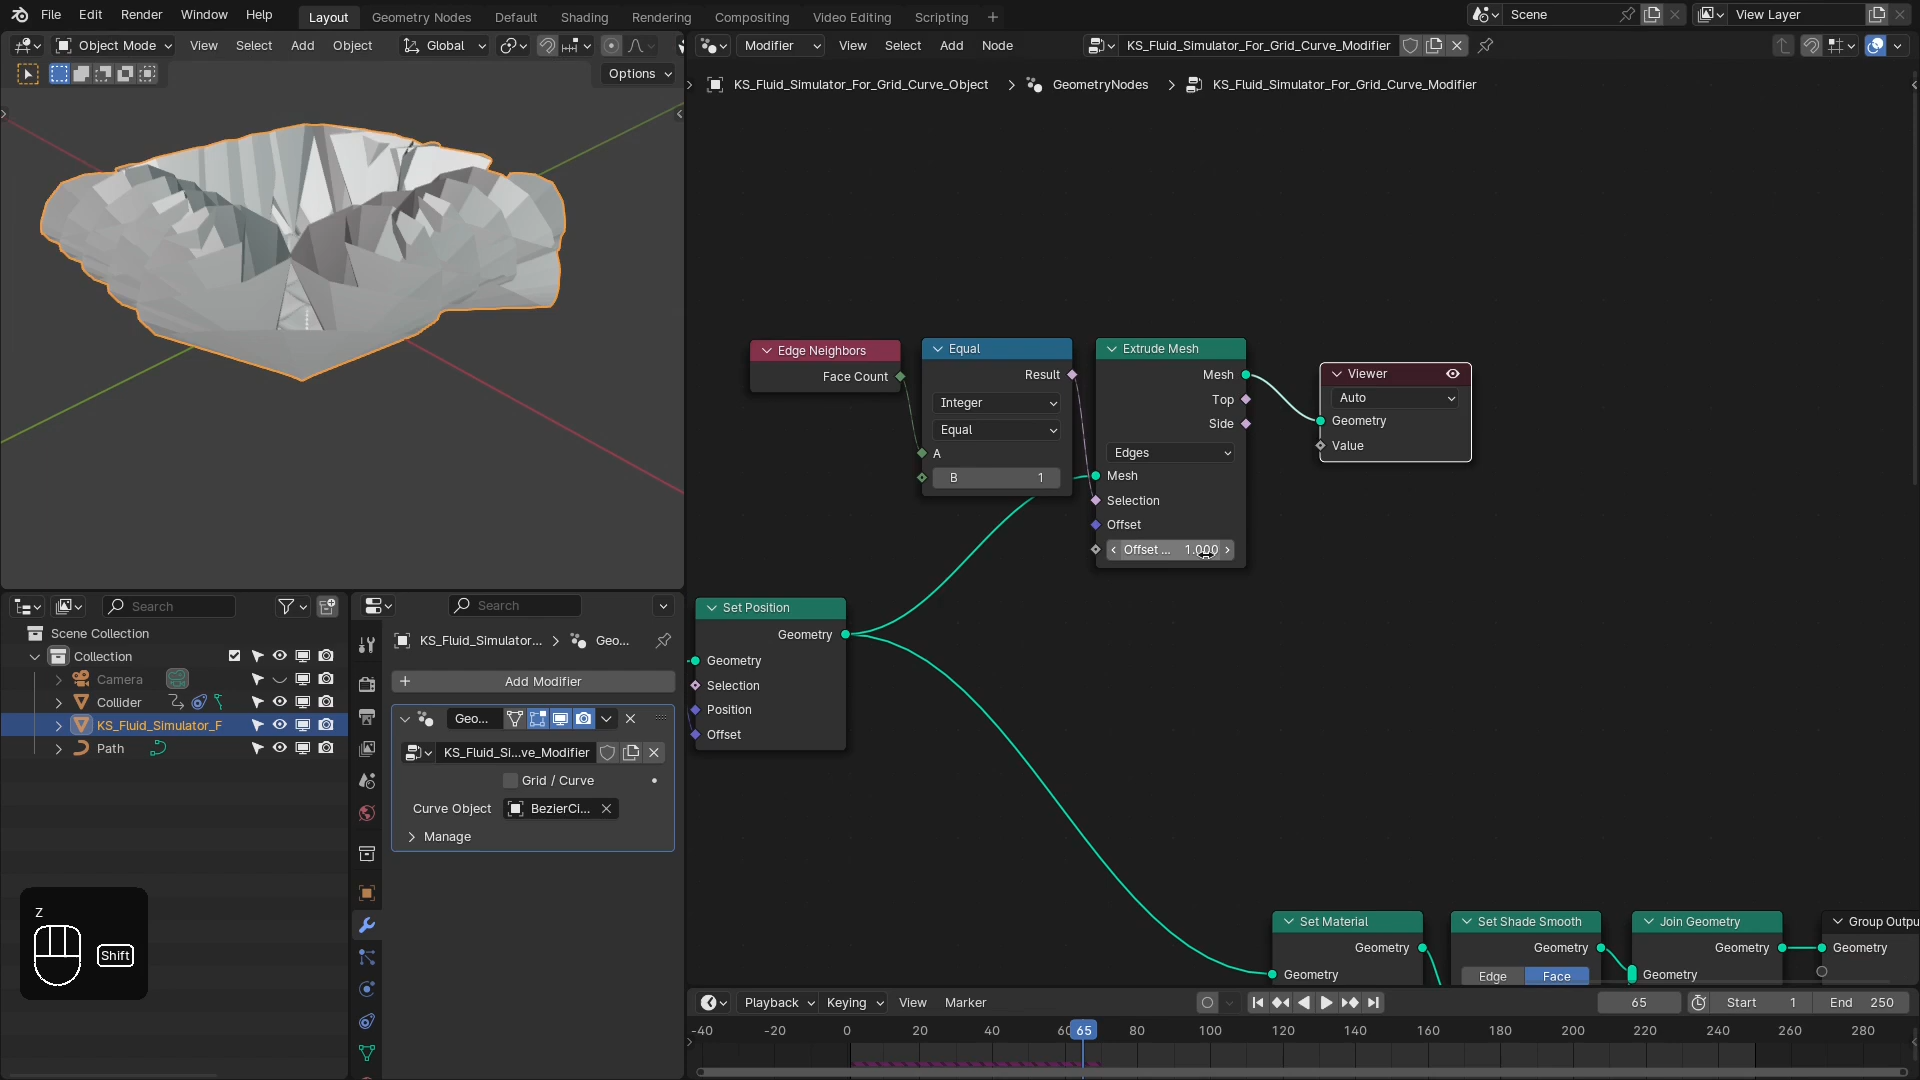 File Edit Render Window Help
Layout Geometry Nodes Default Shading Rendering Compositing Video Editing Scripting
Scene
View Layer
Object Mode View Select Add Object Global
Options
Modifier View Select Add Node KS_Fluid_Simulator_For_Grid_Curve_Modifier
KS_Fluid_Simulator_For_Grid_Curve_Object GeometryNodes KS_Fluid_Simulator_For_Grid_Curve_Modifier
Edge Neighbors
Face Count
Equal
Result
Integer
Equal
A
B 1
Extrude Mesh
Mesh
Top
Side
Edges
Mesh
Selection
Offset
Offset ... 1.000
Viewer
Auto
Geometry
Value
Set Position
Geometry
Geometry
Selection
Position
Offset
Set Material
Geometry
Geometry
Set Shade Smooth
Geometry
Edge Face
Join Geometry
Geometry
Geometry
Group Outpu
Geometry
Search
Scene Collection
Collection
Camera
Collider
KS_Fluid_Simulator_F
Path
Z
Shift
Search
KS_Fluid_Simulator... Geo...
Add Modifier
Geo...
KS_Fluid_Si...ve_Modifier
Grid / Curve
Curve Object BezierCi...
Manage
Playback Keying View Marker
65 Start 1 End 250
-40 -20 0 20 40 60 65 80 100 120 140 160 180 200 220 240 260 280